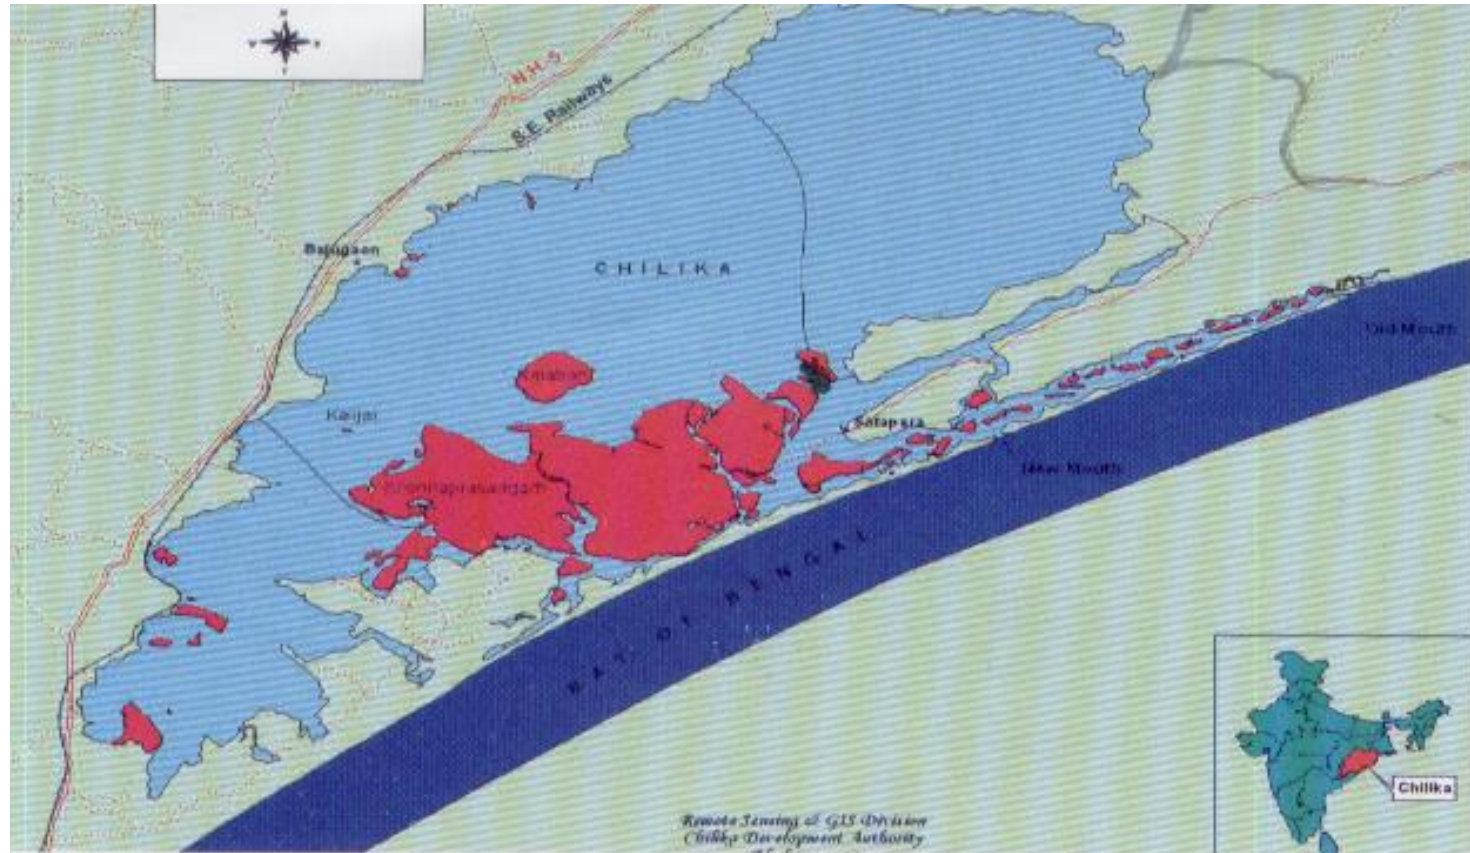 N
N.H-5
S.E. Railways
Balugaon
CHILIKA
Kalijai
Satapara
Old Mouth
New Mouth
Krishnaprasadgarh
BAY OF BENGAL
Chilika
Remote Sensing & GIS Division
Chilika Development Authority